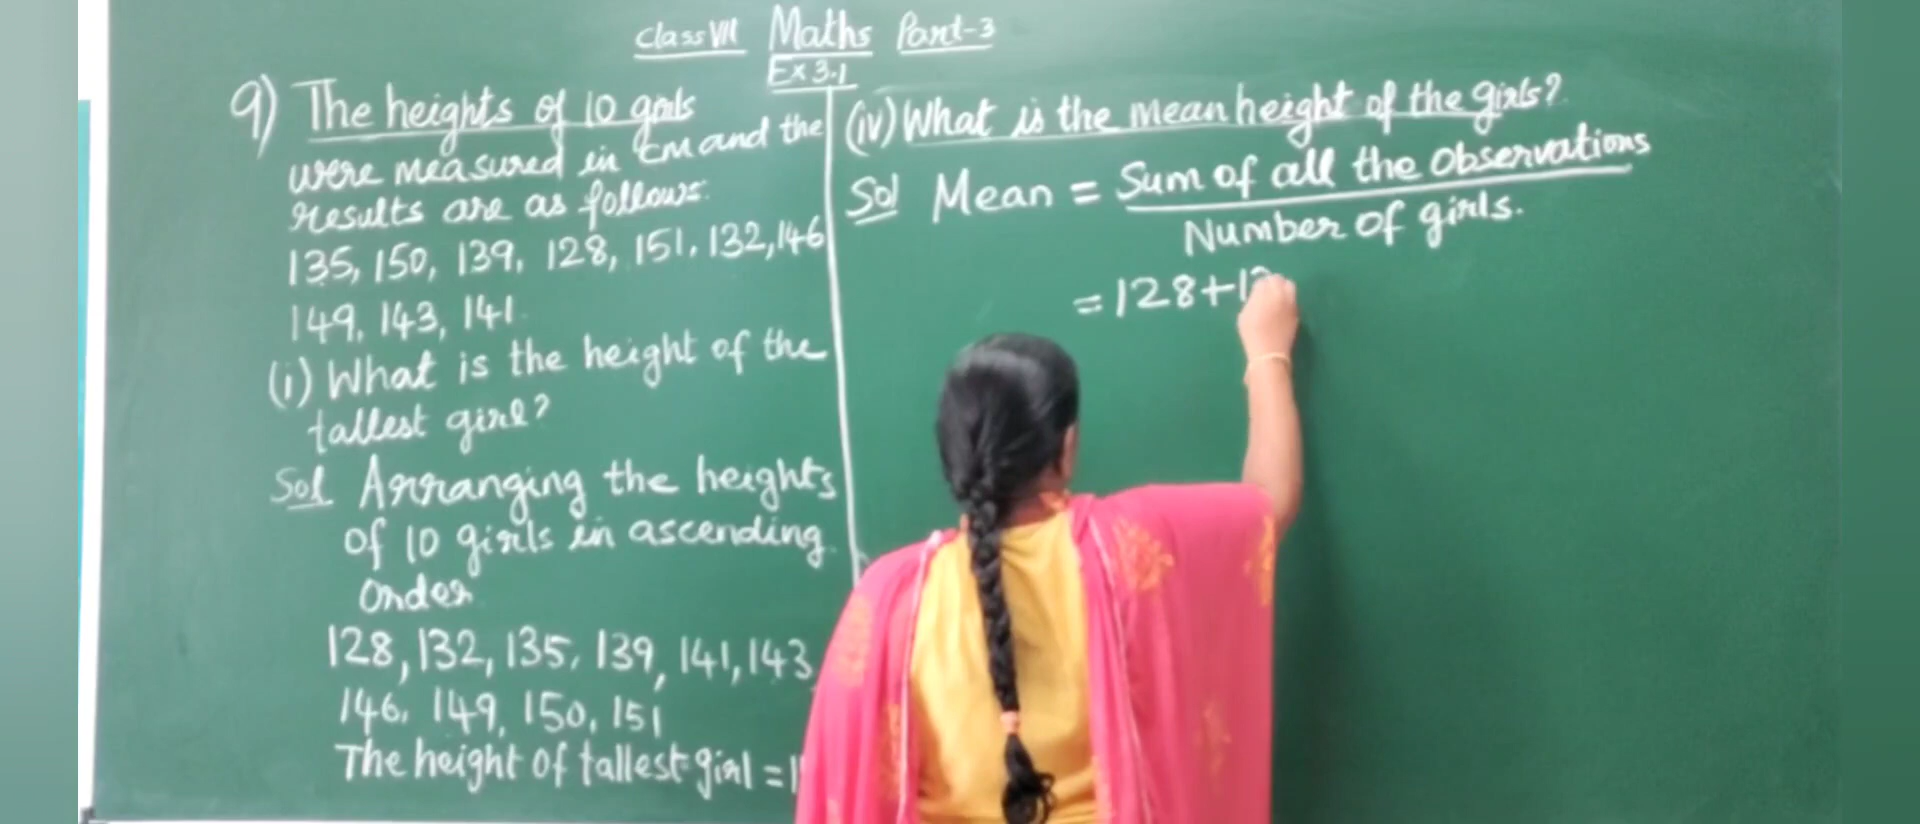 Class VII Maths Part-3
Ex 3.1
9) The heights of 10 girls
were measured in cm and the
results are as follows:
135, 150, 139, 128, 151, 132, 146
149, 143, 141
(i) What is the height of the
tallest girl?
Sol Arranging the heights
of 10 girls in ascending
order
128, 132, 135, 139, 141, 143,
146, 149, 150, 151
The height of tallest girl = 1
(iv) What is the mean height of the girls?
Sol Mean = Sum of all the observations
Number of girls.
= 128+1